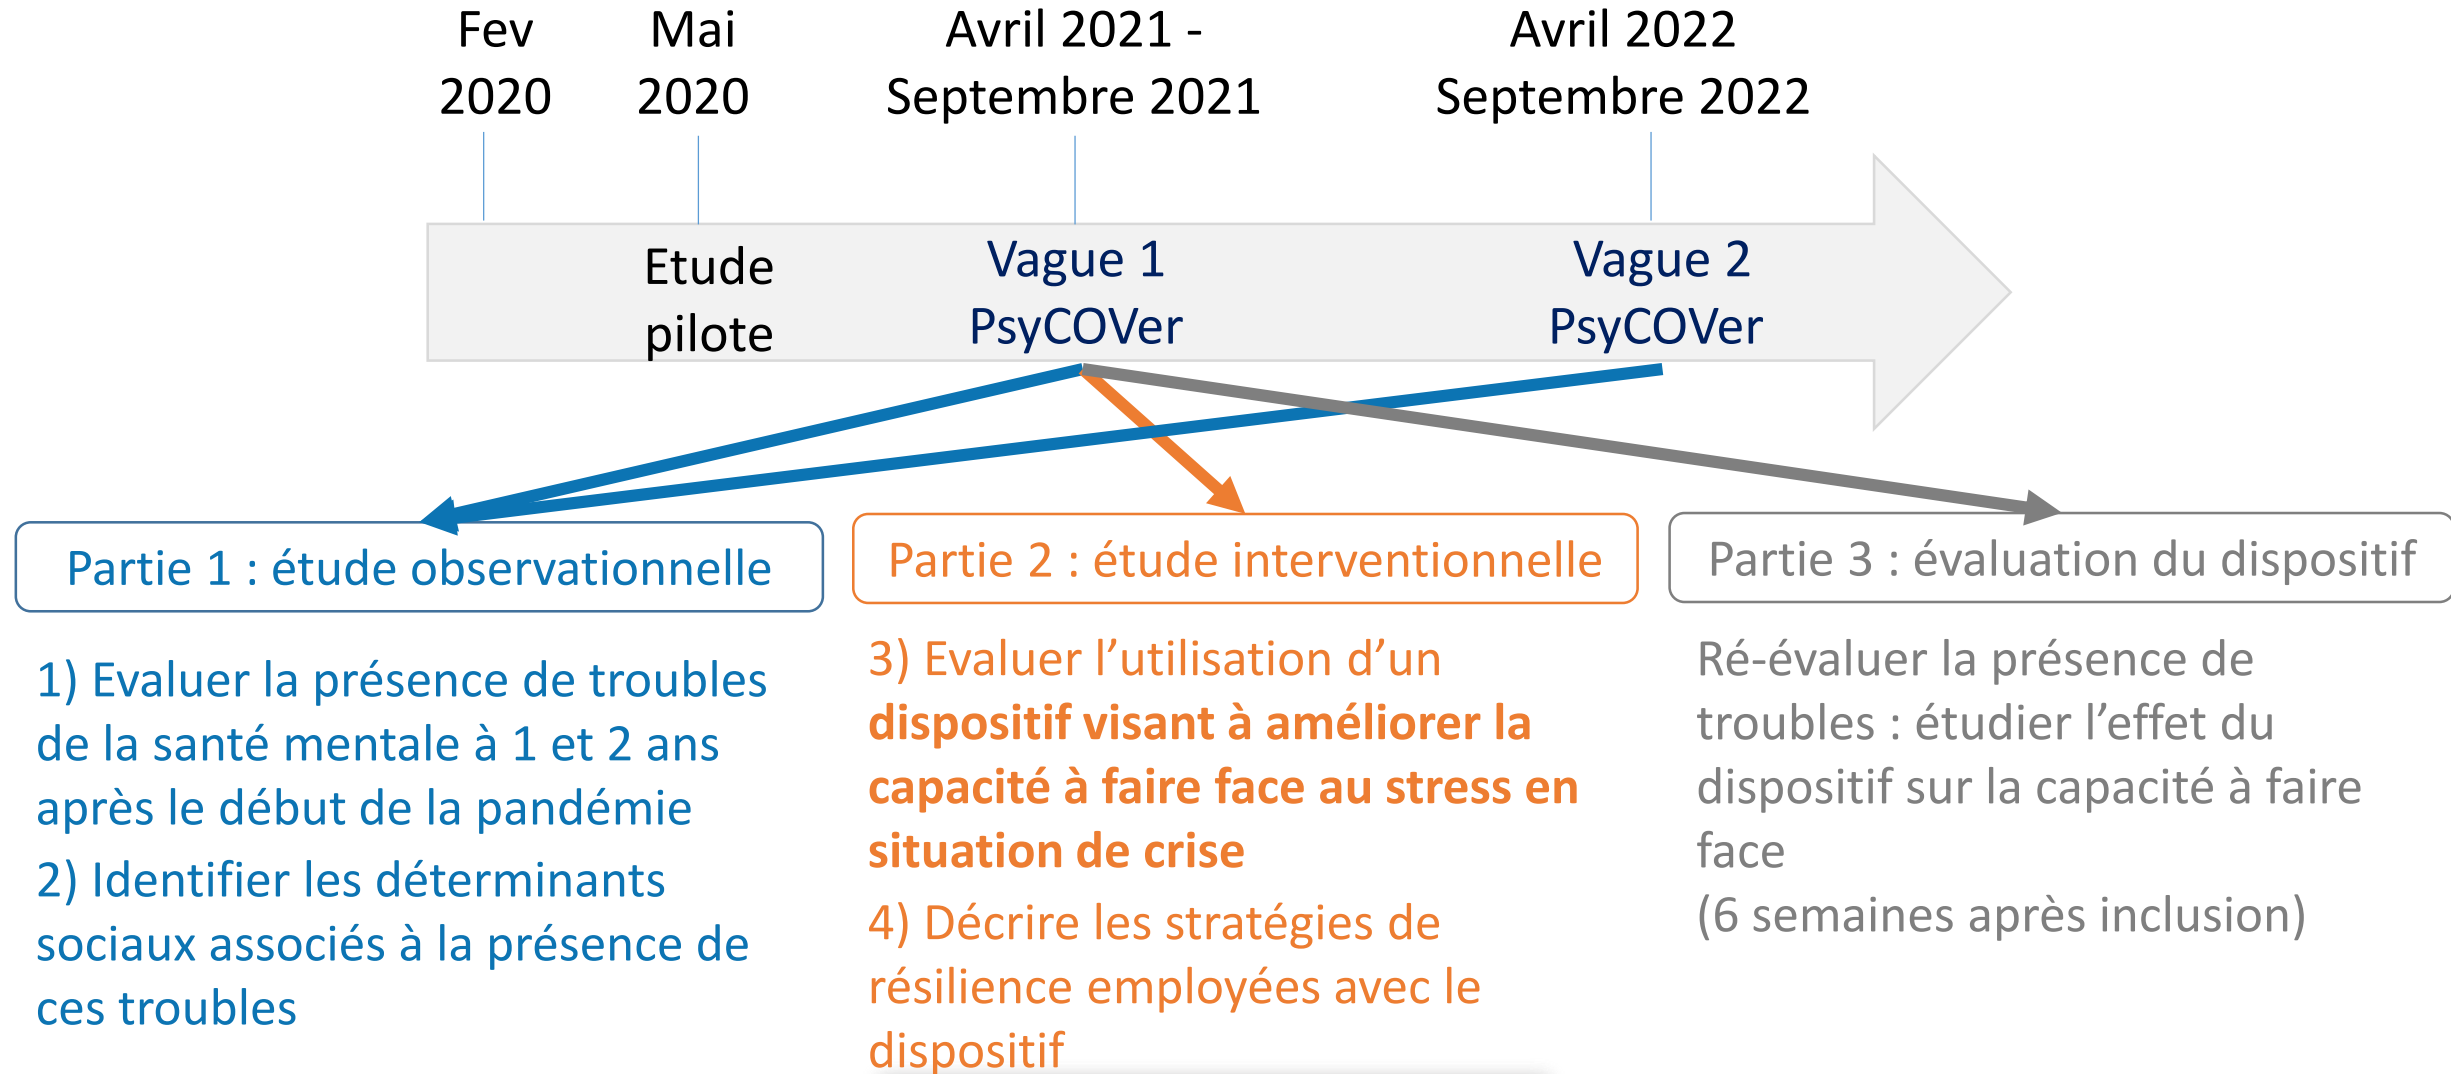 Fev
2020
Mai
2020
Avril 2021 -
Septembre 2021
Avril 2022
Septembre 2022
Etude
pilote
Vague 1
PsyCOVer
Vague 2
PsyCOVer
Partie 1 : étude observationnelle
1) Evaluer la présence de troubles
de la santé mentale à 1 et 2 ans
après le début de la pandémie
2) Identifier les déterminants
sociaux associés à la présence de
ces troubles
Partie 2 : étude interventionnelle
3) Evaluer l’utilisation d’un
dispositif visant à améliorer la
capacité à faire face au stress en
situation de crise
4) Décrire les stratégies de
résilience employées avec le
dispositif
Partie 3 : évaluation du dispositif
Ré-évaluer la présence de
troubles : étudier l’effet du
dispositif sur la capacité à faire
face
(6 semaines après inclusion)